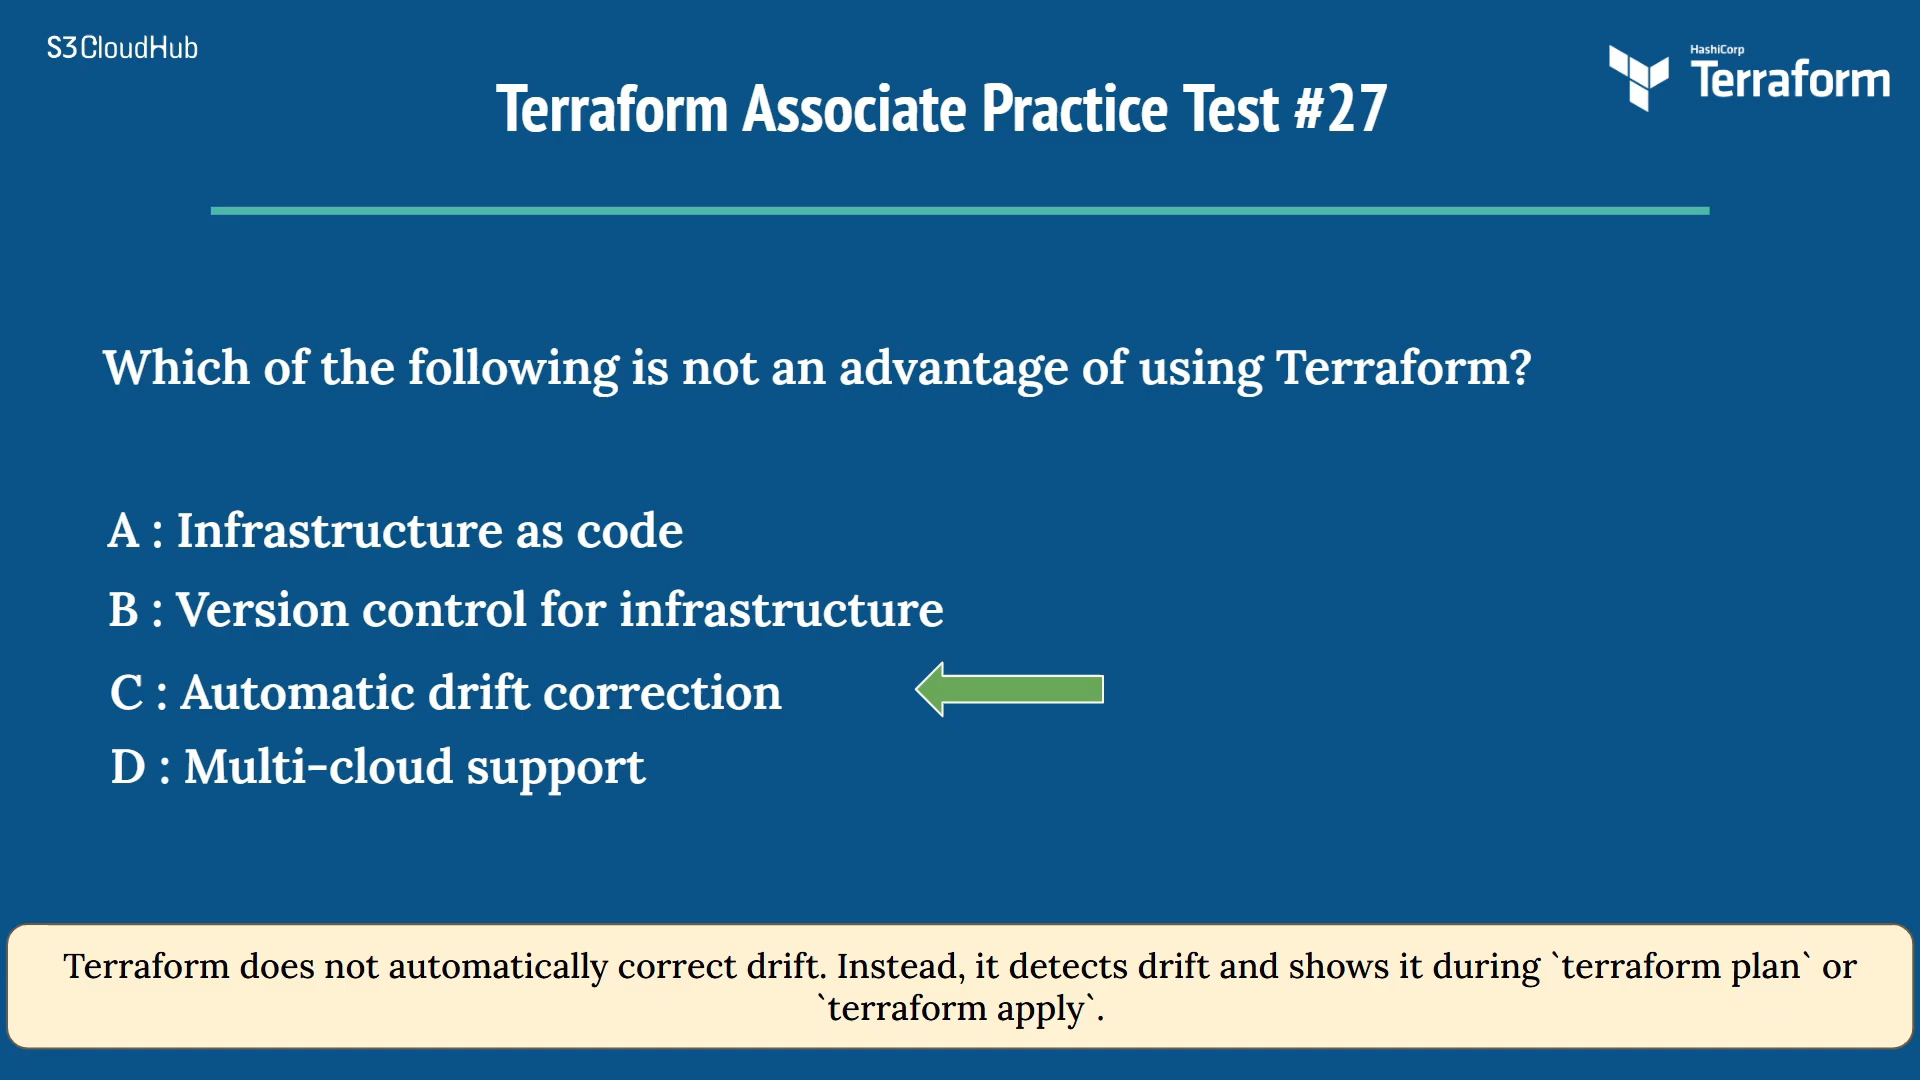 S3CloudHub
HashiCorp
Terraform
Terraform Associate Practice Test #27
Which of the following is not an advantage of using Terraform?
A : Infrastructure as code
B : Version control for infrastructure
C : Automatic drift correction
D : Multi-cloud support
Terraform does not automatically correct drift. Instead, it detects drift and shows it during `terraform plan` or
`terraform apply`.